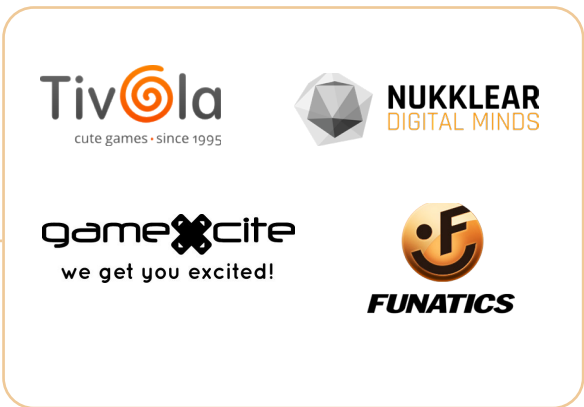 Tivola
cute games • since 1995
NUKKLEAR
DIGITAL MINDS
gameXcite
we get you excited!
F
FUNATICS